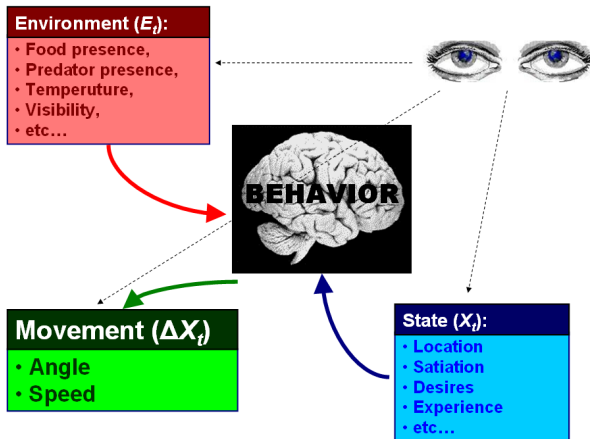 Environment (Et):
• Food presence,
• Predator presence,
• Temperuture,
• Visibility,
• etc…
BEHAVIOR
Movement (ΔXt)
• Angle
• Speed
State (Xt):
• Location
• Satiation
• Desires
• Experience
• etc…